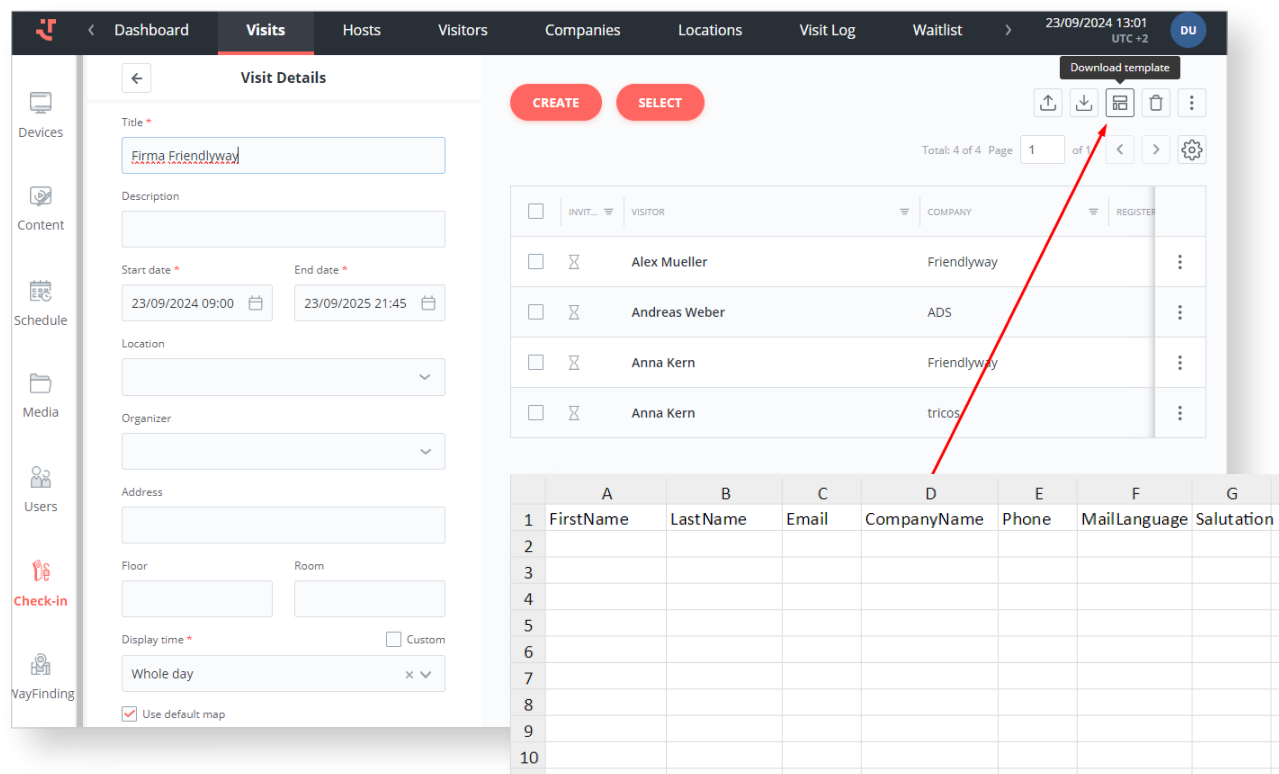 Dashboard Visits Hosts Visitors Companies Locations Visit Log Waitlist 23/09/2024 13:01
UTC +2
DU
Download template
Devices
Content
Schedule
Media
Users
Check-in
WayFinding
Visit Details
Title *
Firma Friendlyway
Description
Start date * End date *
23/09/2024 09:00 23/09/2025 21:45
Location
Organizer
Address
Floor Room
Display time * Custom
Whole day
Use default map
CREATE SELECT
Total: 4 of 4 Page 1 of 1
INVIT... VISITOR COMPANY REGISTER
Alex Mueller Friendlyway
Andreas Weber ADS
Anna Kern Friendlyway
Anna Kern tricos
A B C D E F G
1 FirstName LastName Email CompanyName Phone MailLanguage Salutation
2
3
4
5
6
7
8
9
10